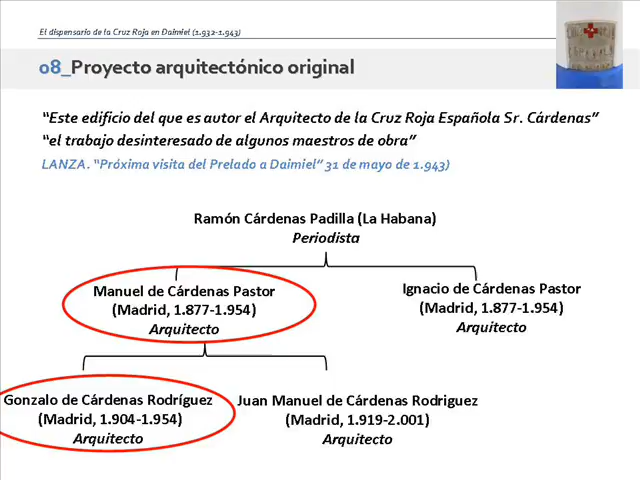 El dispensario de la Cruz Roja en Daimiel (1.932-1.943)
08_Proyecto arquitectónico original
“Este edificio del que es autor el Arquitecto de la Cruz Roja Española Sr. Cárdenas”
“el trabajo desinteresado de algunos maestros de obra”
LANZA. “Próxima visita del Prelado a Daimiel” 31 de mayo de 1.943)
Ramón Cárdenas Padilla (La Habana)
Periodista
Manuel de Cárdenas Pastor
(Madrid, 1.877-1.954)
Arquitecto
Ignacio de Cárdenas Pastor
(Madrid, 1.877-1.954)
Arquitecto
Gonzalo de Cárdenas Rodríguez
(Madrid, 1.904-1.954)
Arquitecto
Juan Manuel de Cárdenas Rodriguez
(Madrid, 1.919-2.001)
Arquitecto